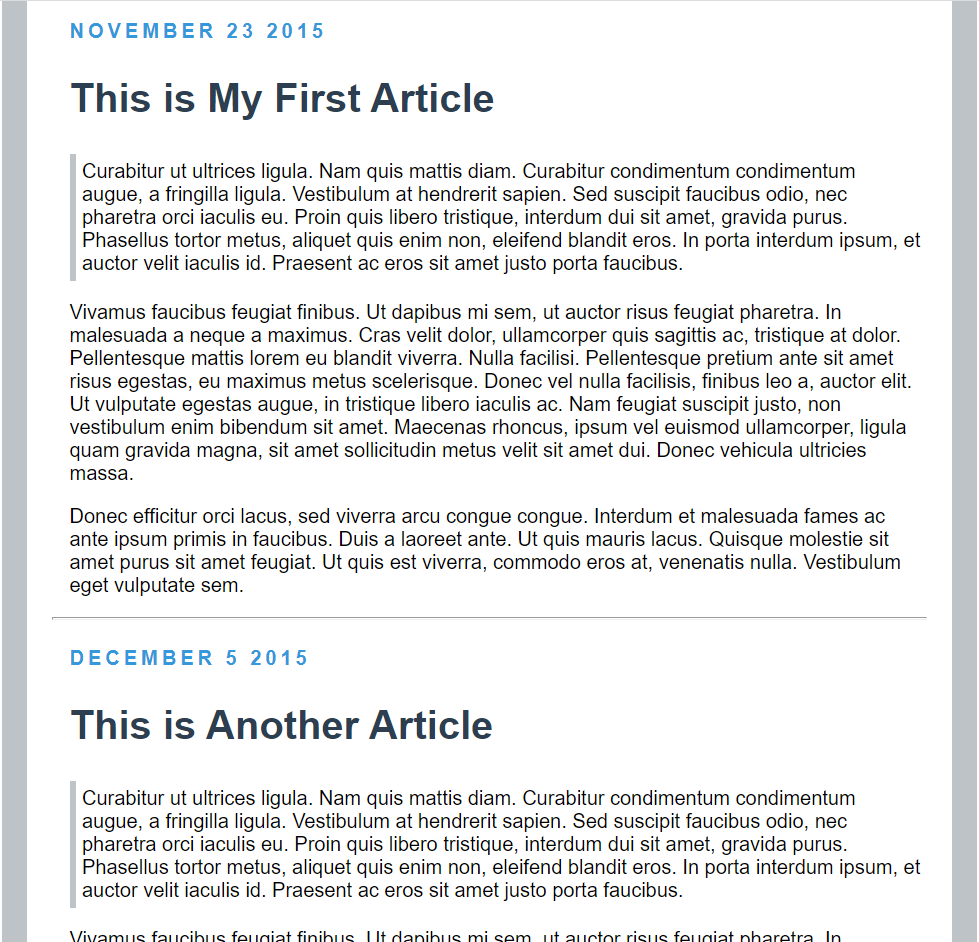 NOVEMBER 23 2015
This is My First Article
Curabitur ut ultrices ligula. Nam quis mattis diam. Curabitur condimentum condimentum
augue, a fringilla ligula. Vestibulum at hendrerit sapien. Sed suscipit faucibus odio, nec
pharetra orci iaculis eu. Proin quis libero tristique, interdum dui sit amet, gravida purus.
Phasellus tortor metus, aliquet quis enim non, eleifend blandit eros. In porta interdum ipsum, et
auctor velit iaculis id. Praesent ac eros sit amet justo porta faucibus.
Vivamus faucibus feugiat finibus. Ut dapibus mi sem, ut auctor risus feugiat pharetra. In
malesuada a neque a maximus. Cras velit dolor, ullamcorper quis sagittis ac, tristique at dolor.
Pellentesque mattis lorem eu blandit viverra. Nulla facilisi. Pellentesque pretium ante sit amet
risus egestas, eu maximus metus scelerisque. Donec vel nulla facilisis, finibus leo a, auctor elit.
Ut vulputate egestas augue, in tristique libero iaculis ac. Nam feugiat suscipit justo, non
vestibulum enim bibendum sit amet. Maecenas rhoncus, ipsum vel euismod ullamcorper, ligula
quam gravida magna, sit amet sollicitudin metus velit sit amet dui. Donec vehicula ultricies
massa.
Donec efficitur orci lacus, sed viverra arcu congue congue. Interdum et malesuada fames ac
ante ipsum primis in faucibus. Duis a laoreet ante. Ut quis mauris lacus. Quisque molestie sit
amet purus sit amet feugiat. Ut quis est viverra, commodo eros at, venenatis nulla. Vestibulum
eget vulputate sem.
DECEMBER 5 2015
This is Another Article
Curabitur ut ultrices ligula. Nam quis mattis diam. Curabitur condimentum condimentum
augue, a fringilla ligula. Vestibulum at hendrerit sapien. Sed suscipit faucibus odio, nec
pharetra orci iaculis eu. Proin quis libero tristique, interdum dui sit amet, gravida purus.
Phasellus tortor metus, aliquet quis enim non, eleifend blandit eros. In porta interdum ipsum, et
auctor velit iaculis id. Praesent ac eros sit amet justo porta faucibus.
Vivamus faucibus feugiat finibus. Ut dapibus mi sem, ut auctor risus feugiat pharetra. In